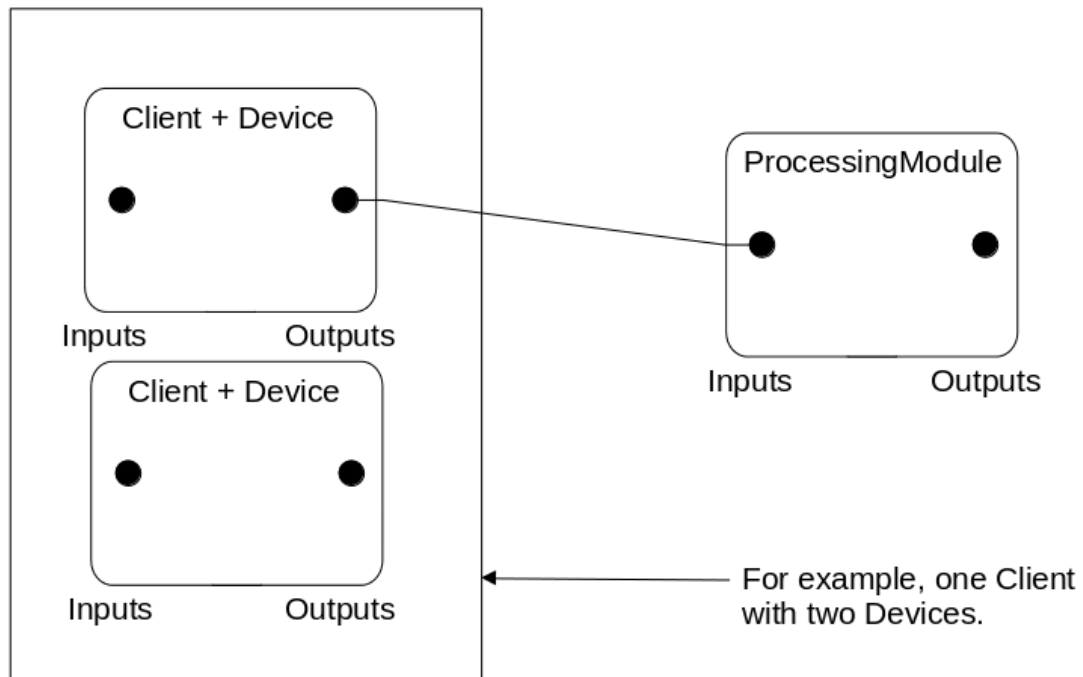 Client + Device
Inputs
Outputs
Client + Device
Inputs
Outputs
ProcessingModule
Inputs
Outputs
For example, one Client
with two Devices.